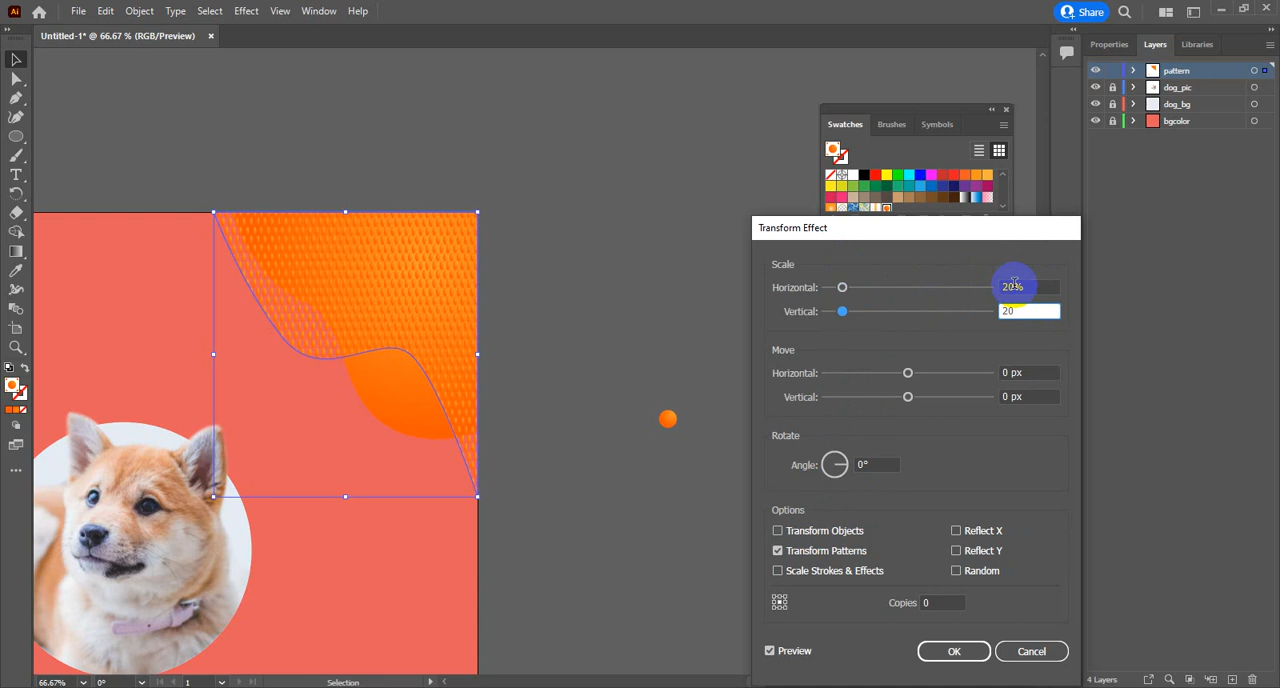 Ai File Edit Object Type Select Effect View Window Help Share
Untitled-1* @ 66.67 % (RGB/Preview) ×
Properties Layers Libraries
pattern
dog_pic
dog_bg
bgcolor
Swatches Brushes Symbols
Transform Effect
Scale
Horizontal: 20%
Vertical: 20
Move
Horizontal: 0 px
Vertical: 0 px
Rotate
Angle: 0°
Options
Transform Objects Reflect X
Transform Patterns Reflect Y
Scale Strokes & Effects Random
Copies 0
Preview OK Cancel
66.67% 0° 1 Selection 4 Layers